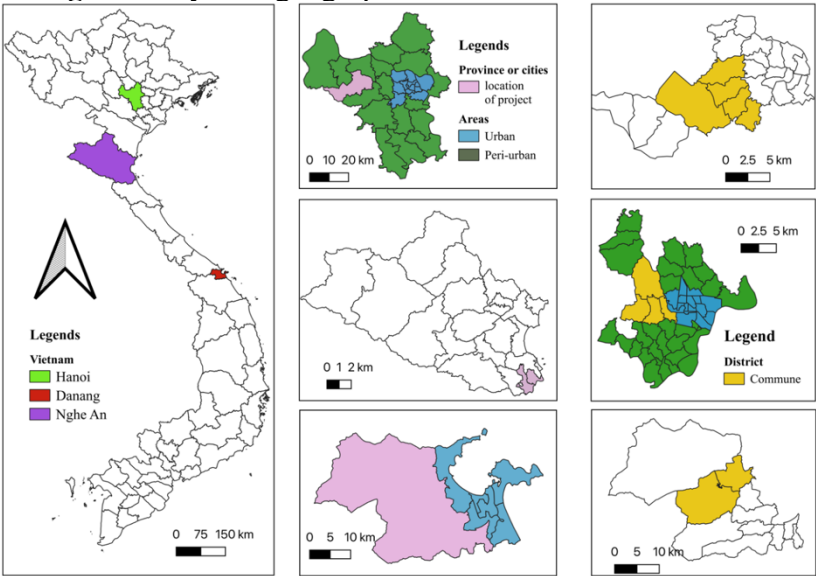 Legends
Vietnam
Hanoi
Danang
Nghe An
0 75 150 km
Legends
Province or cities
location
of project
Areas
Urban
Peri-urban
0 10 20 km
0 1 2 km
0 5 10 km
0 2.5 5 km
0 2.5 5 km
Legend
District
Commune
0 5 10 km